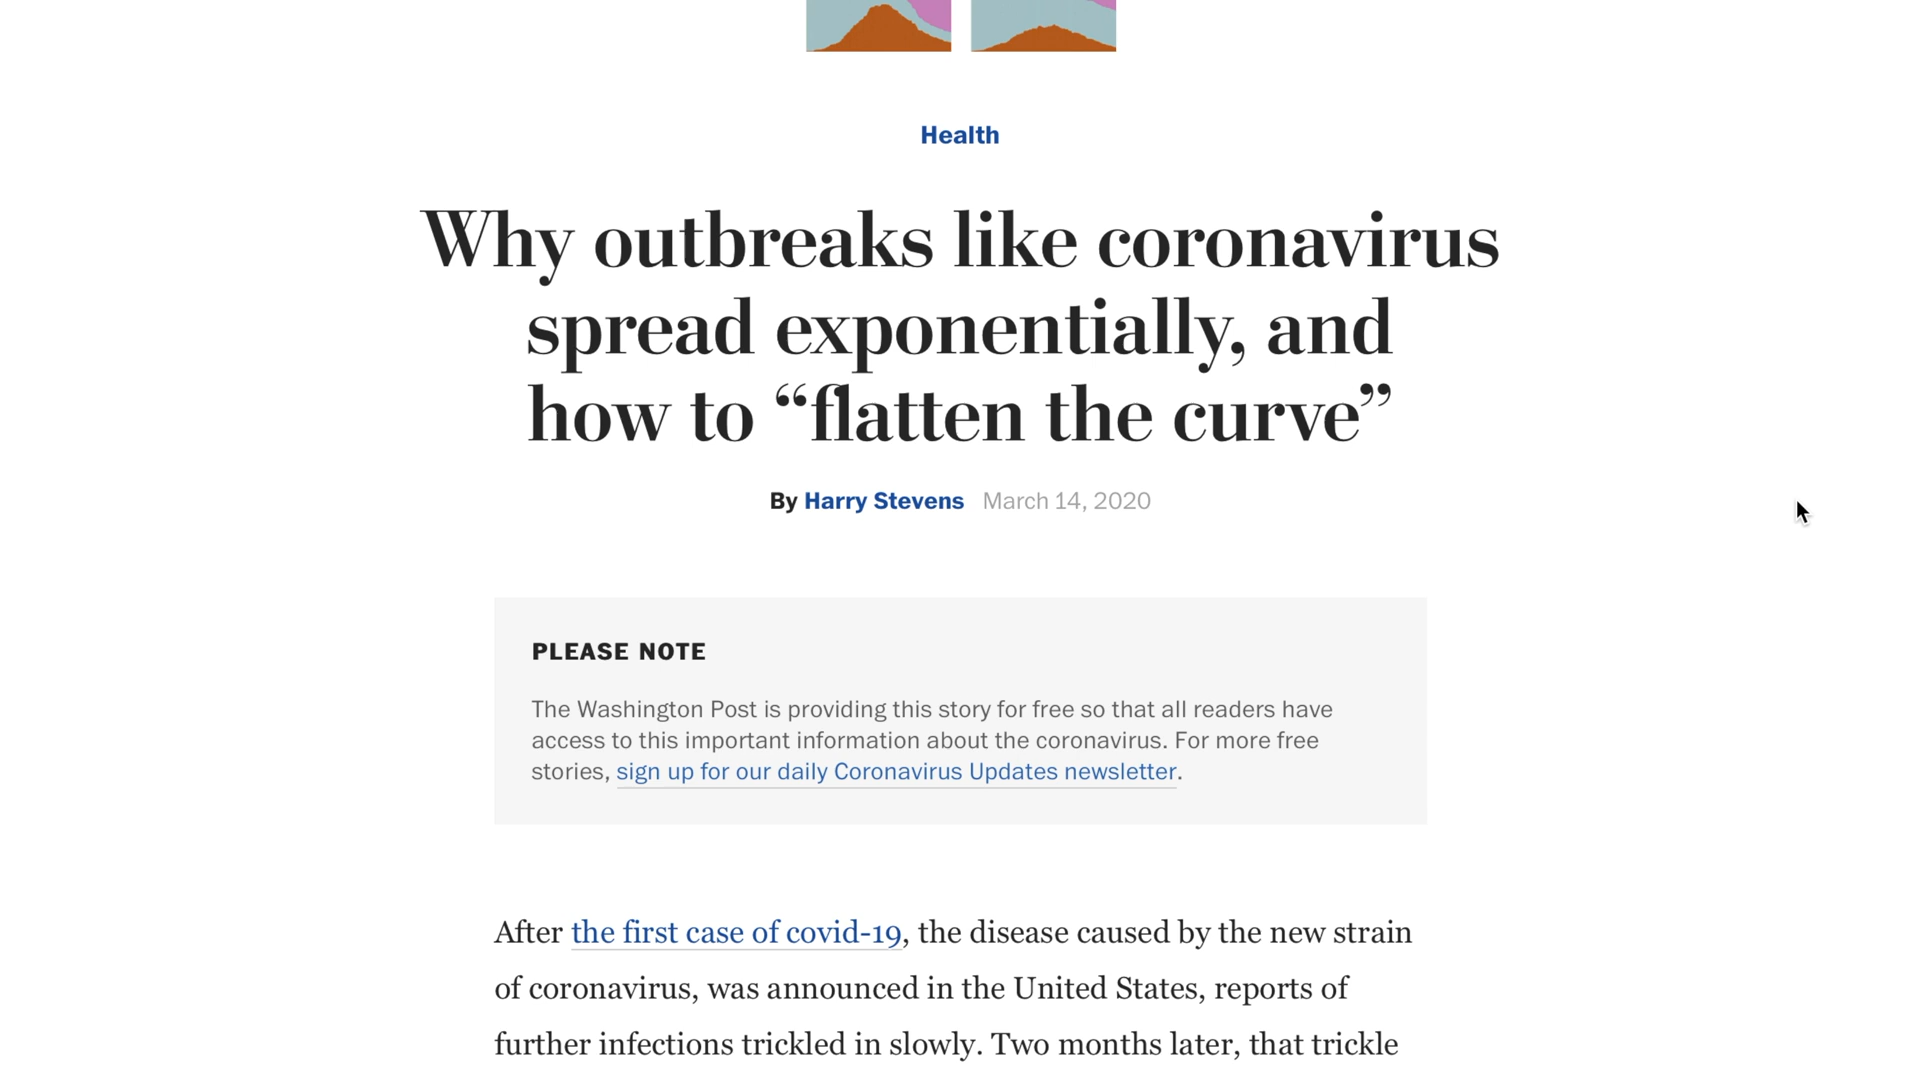 Health
Why outbreaks like coronavirus
spread exponentially, and
how to “flatten the curve”
By Harry Stevens March 14, 2020
PLEASE NOTE
The Washington Post is providing this story for free so that all readers have
access to this important information about the coronavirus. For more free
stories, sign up for our daily Coronavirus Updates newsletter.
After the first case of covid-19, the disease caused by the new strain
of coronavirus, was announced in the United States, reports of
further infections trickled in slowly. Two months later, that trickle